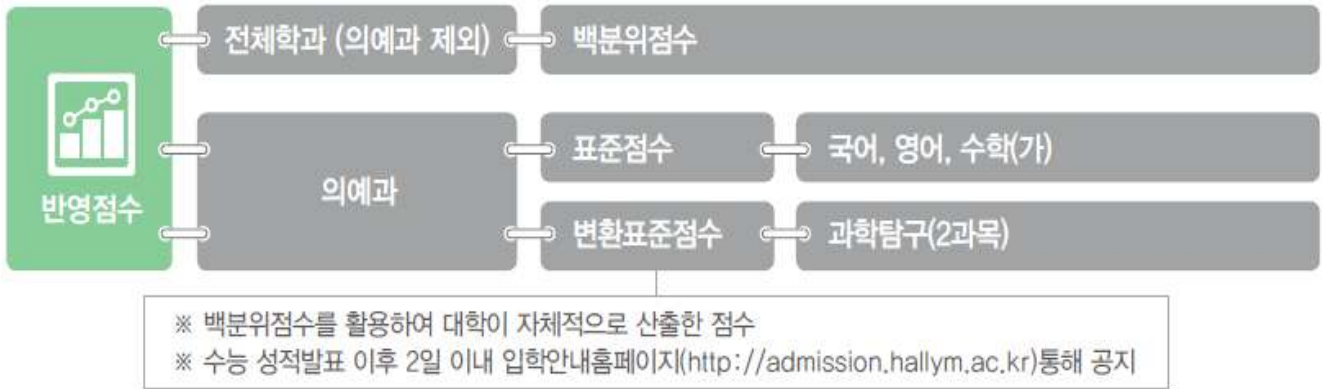 반영점수
전체학과 (의예과 제외)
백분위점수
의예과
표준점수
국어, 영어, 수학(가)
변환표준점수
과학탐구(2과목)
※ 백분위점수를 활용하여 대학이 자체적으로 산출한 점수
※ 수능 성적발표 이후 2일 이내 입학안내홈페이지(http://admission.hallym.ac.kr)통해 공지